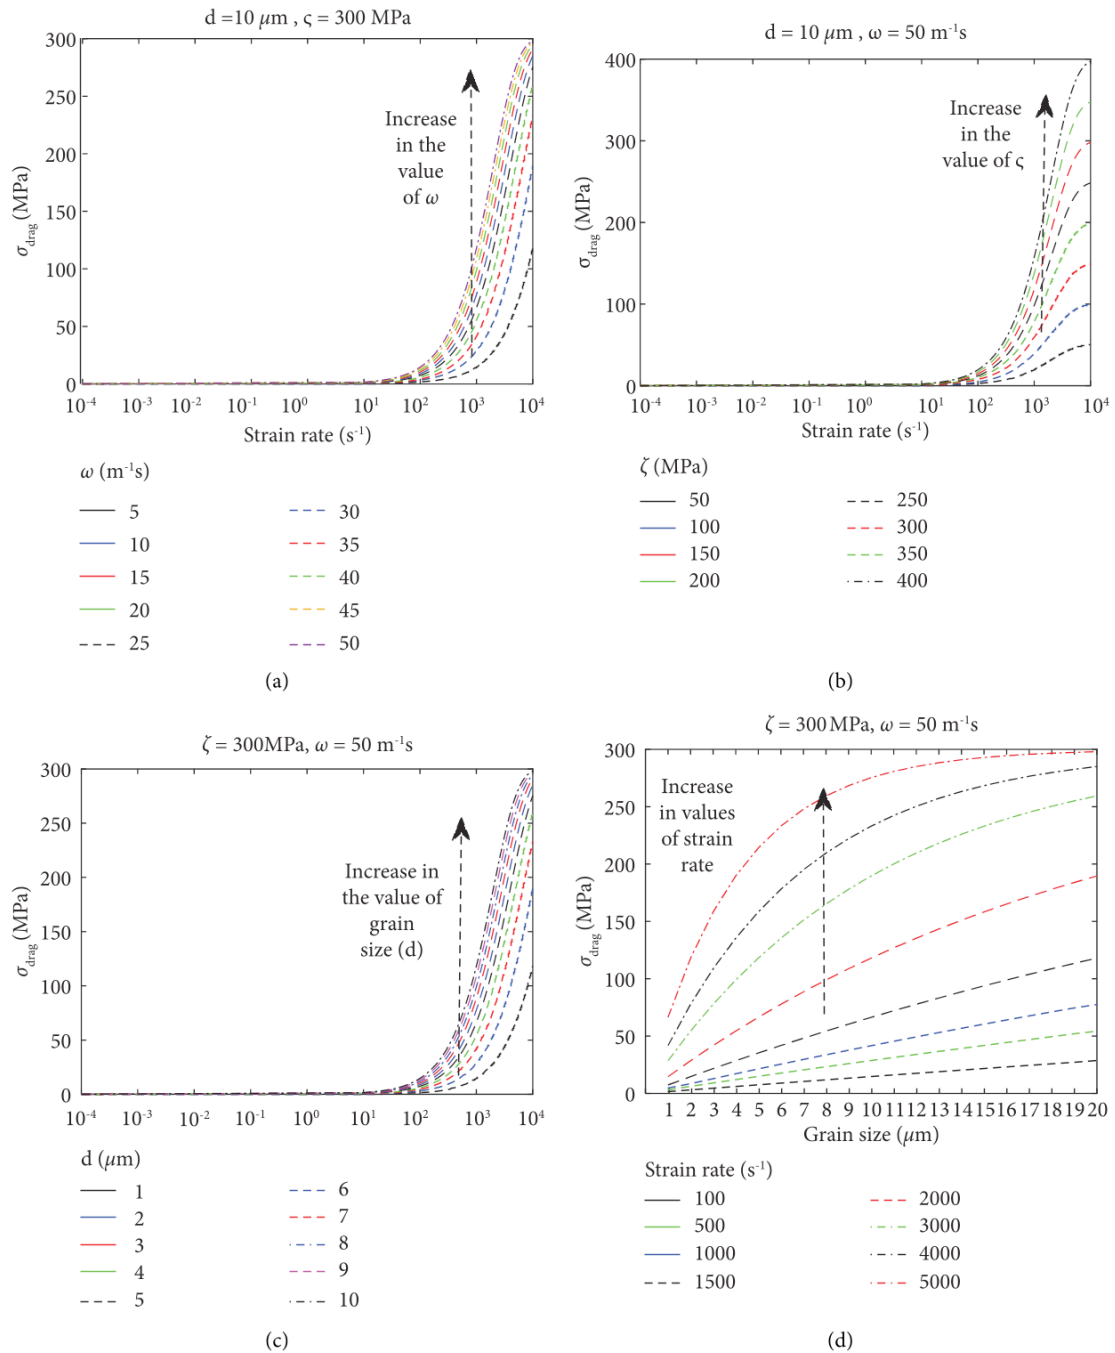 d =10 μm , ς = 300 MPa
300
250
200
150
100
50
0
σdrag (MPa)
Increase
in the
value
of ω
10-4 10-3 10-2 10-1 100 101 102 103 104
Strain rate (s-1)
ω (m-1s)
5
10
15
20
25
30
35
40
45
50
(a)
d = 10 μm , ω = 50 m-1s
400
300
200
100
0
σdrag (MPa)
Increase
in the
value of ς
10-4 10-3 10-2 10-1 100 101 102 103 104
Strain rate (s-1)
ζ (MPa)
50
100
150
200
250
300
350
400
(b)
ζ = 300MPa, ω = 50 m-1s
300
250
200
150
100
50
0
σdrag (MPa)
Increase in
the value of
grain
size (d)
10-4 10-3 10-2 10-1 100 101 102 103 104
d (μm)
1
2
3
4
5
6
7
8
9
10
(c)
ζ = 300MPa, ω = 50 m-1s
300
250
200
150
100
50
0
σdrag (MPa)
Increase
in values
of strain
rate
1 2 3 4 5 6 7 8 9 10 11 12 13 14 15 16 17 18 19 20
Grain size (μm)
Strain rate (s-1)
100
500
1000
1500
2000
3000
4000
5000
(d)